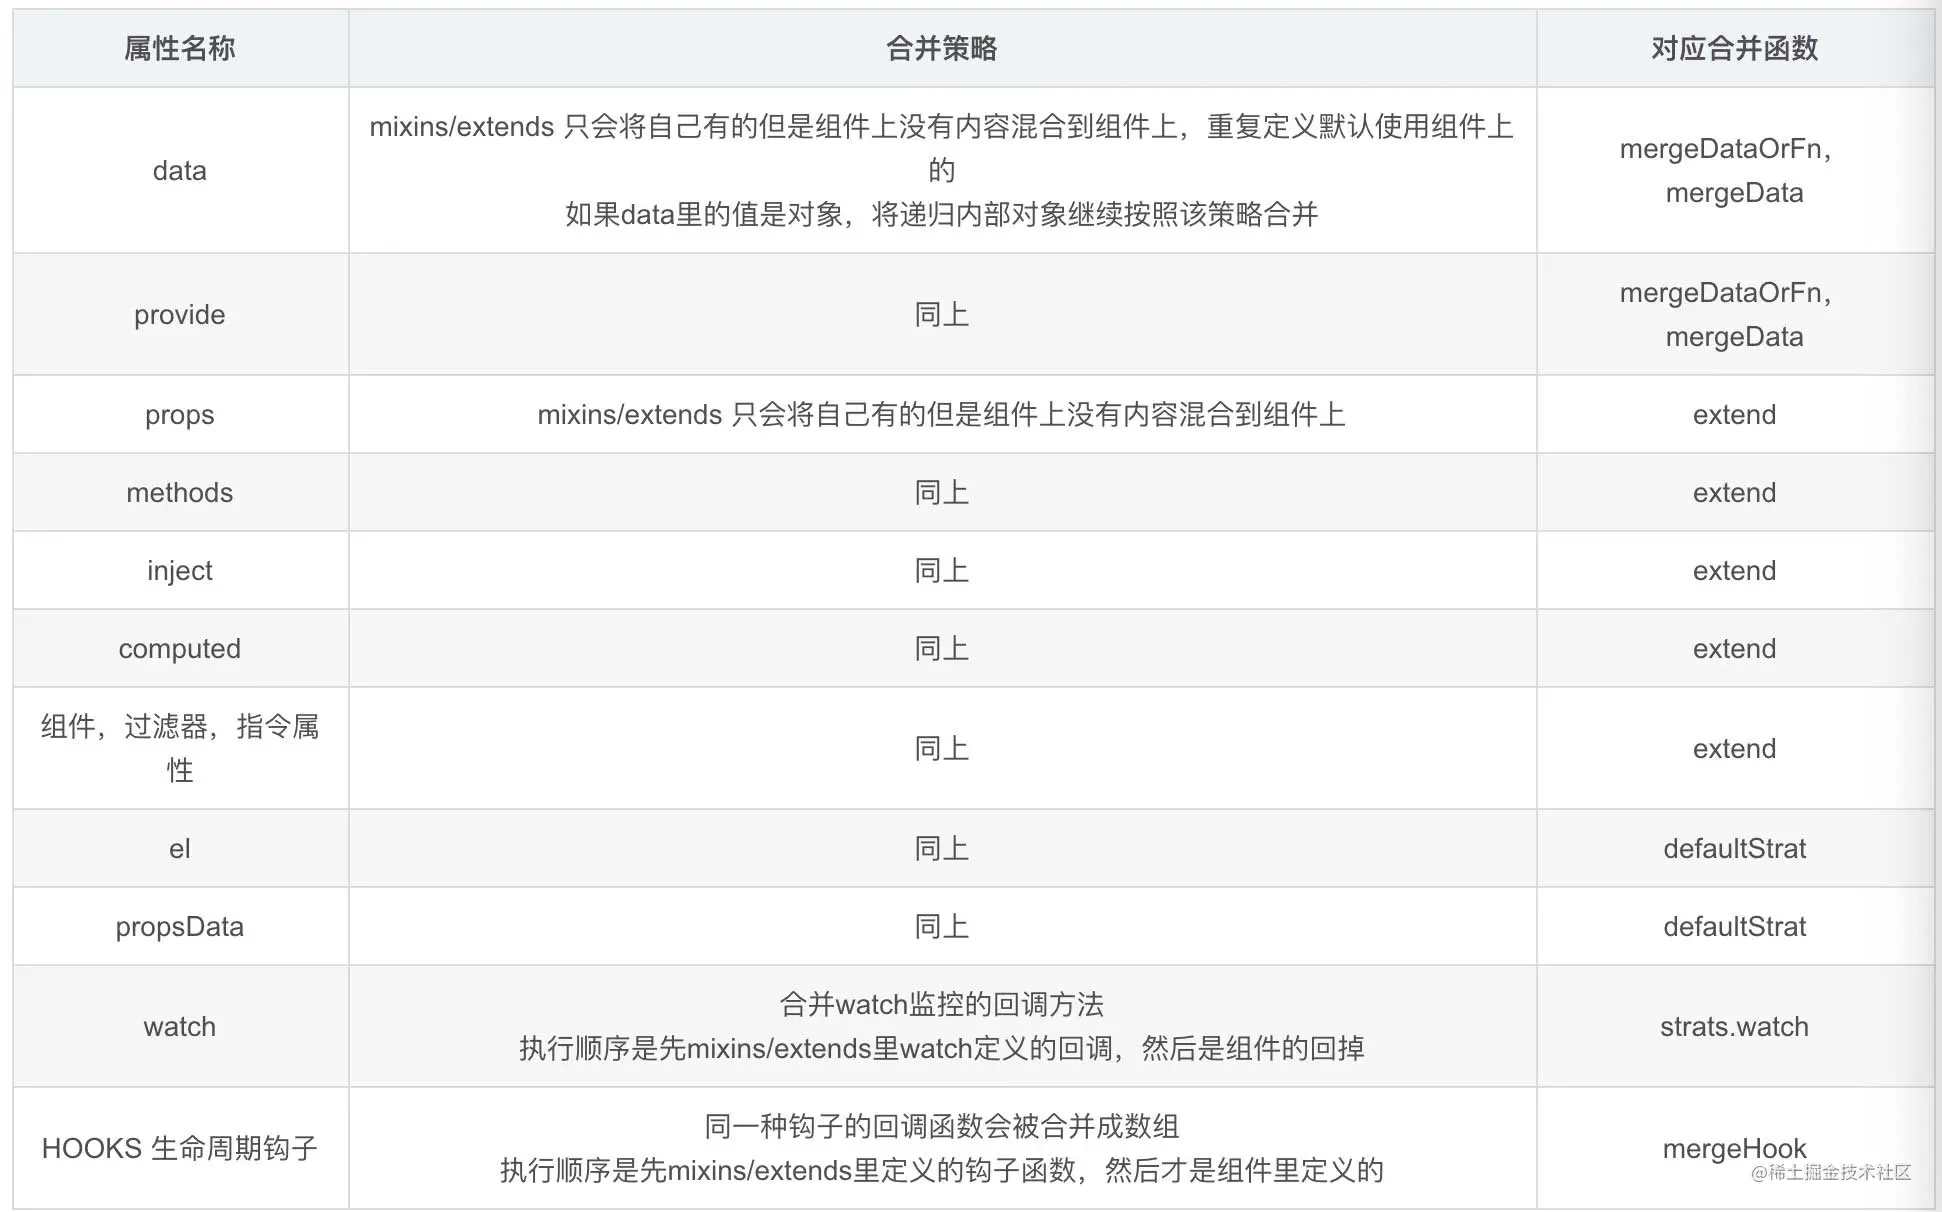 属性名称 合并策略 对应合并函数
data
mixins/extends 只会将自己有的但是组件上没有内容混合到组件上，重复定义默认使用组件上
的
如果data里的值是对象，将递归内部对象继续按照该策略合并
mergeDataOrFn,
mergeData
provide
同上
mergeDataOrFn,
mergeData
props mixins/extends 只会将自己有的但是组件上没有内容混合到组件上 extend
methods 同上 extend
inject 同上 extend
computed 同上 extend
组件，过滤器，指令属
性
同上
extend
el 同上 defaultStrat
propsData 同上 defaultStrat
watch
合并watch监控的回调方法
执行顺序是先mixins/extends里watch定义的回调，然后是组件的回掉
strats.watch
HOOKS 生命周期钩子
同一种钩子的回调函数会被合并成数组
执行顺序是先mixins/extends里定义的钩子函数，然后才是组件里定义的
mergeHook
@稀土掘金技术社区